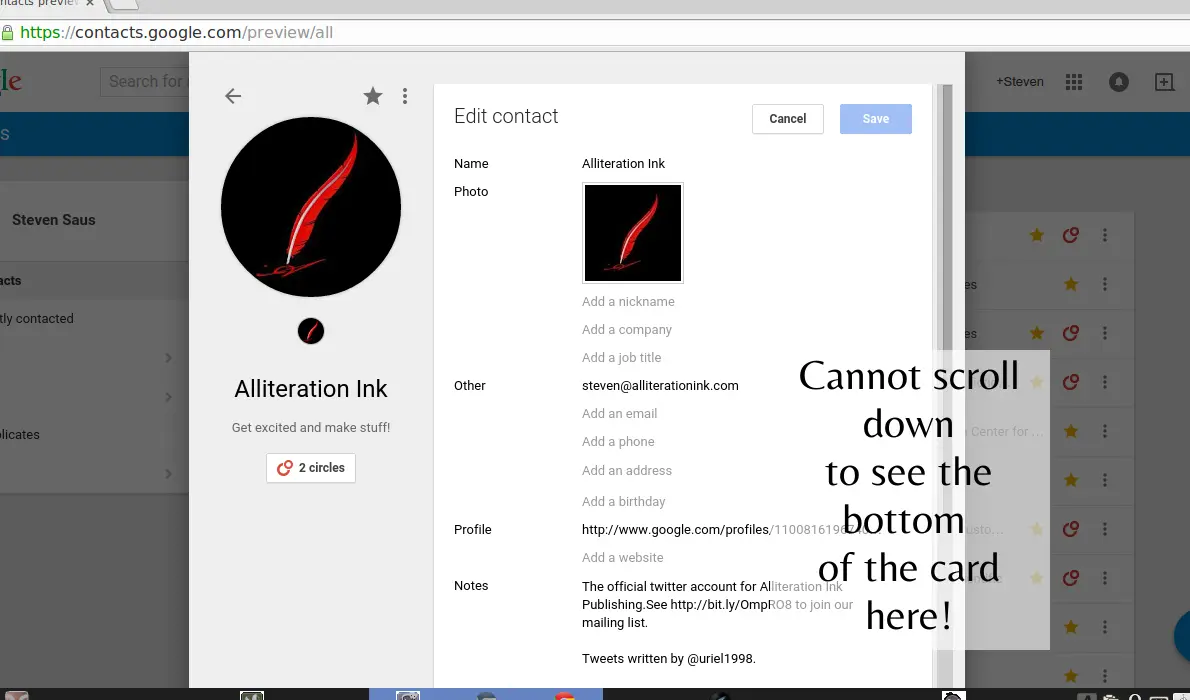 ntacts previe
https://contacts.google.com/preview/all
le
Search for
+Steven
S
Steven Saus
acts
tly contacted
plicates
Alliteration Ink
Get excited and make stuff!
2 circles
Edit contact
Cancel
Save
Name
Alliteration Ink
Photo
Add a nickname
Add a company
Add a job title
Other
steven@alliterationink.com
Add an email
Add a phone
Add an address
Add a birthday
Profile
http://www.google.com/profiles/110081619674
Add a website
Notes
The official twitter account for Alliteration Ink
Publishing.See http://bit.ly/OmpIRO8 to join our
mailing list.
Tweets written by @uriel1998.
es
es
Center for ...
usto...
Cannot scroll
down
to see the
bottom
of the card
here!